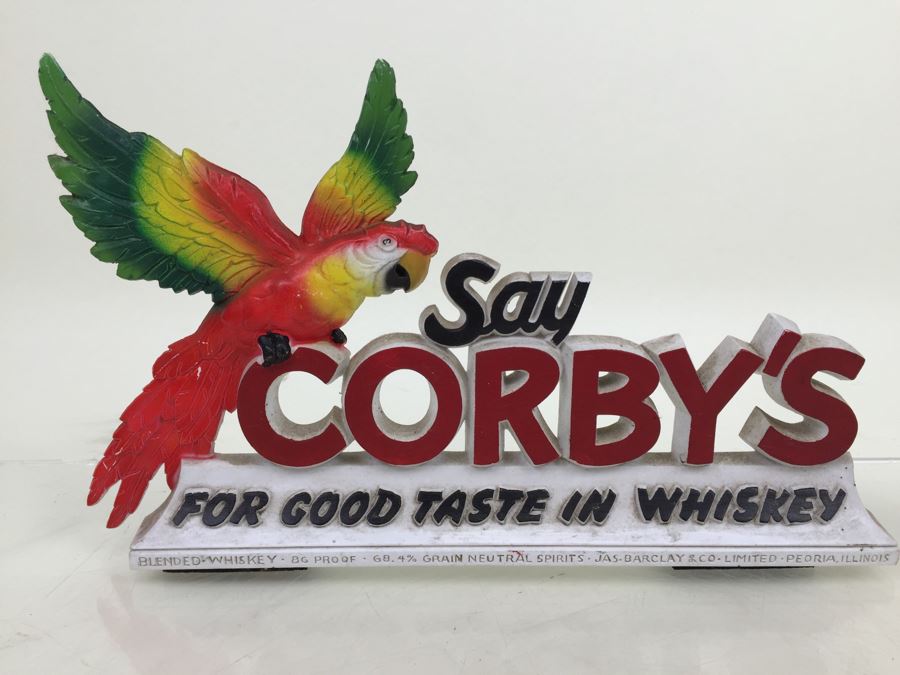 Say
CORBY'S
FOR GOOD TASTE IN WHISKEY
BLENDED · WHISKEY · 86 PROOF · 68.4% GRAIN NEUTRAL SPIRITS · JAS·BARCLAY & CO · LIMITED · PEORIA, ILLINOIS